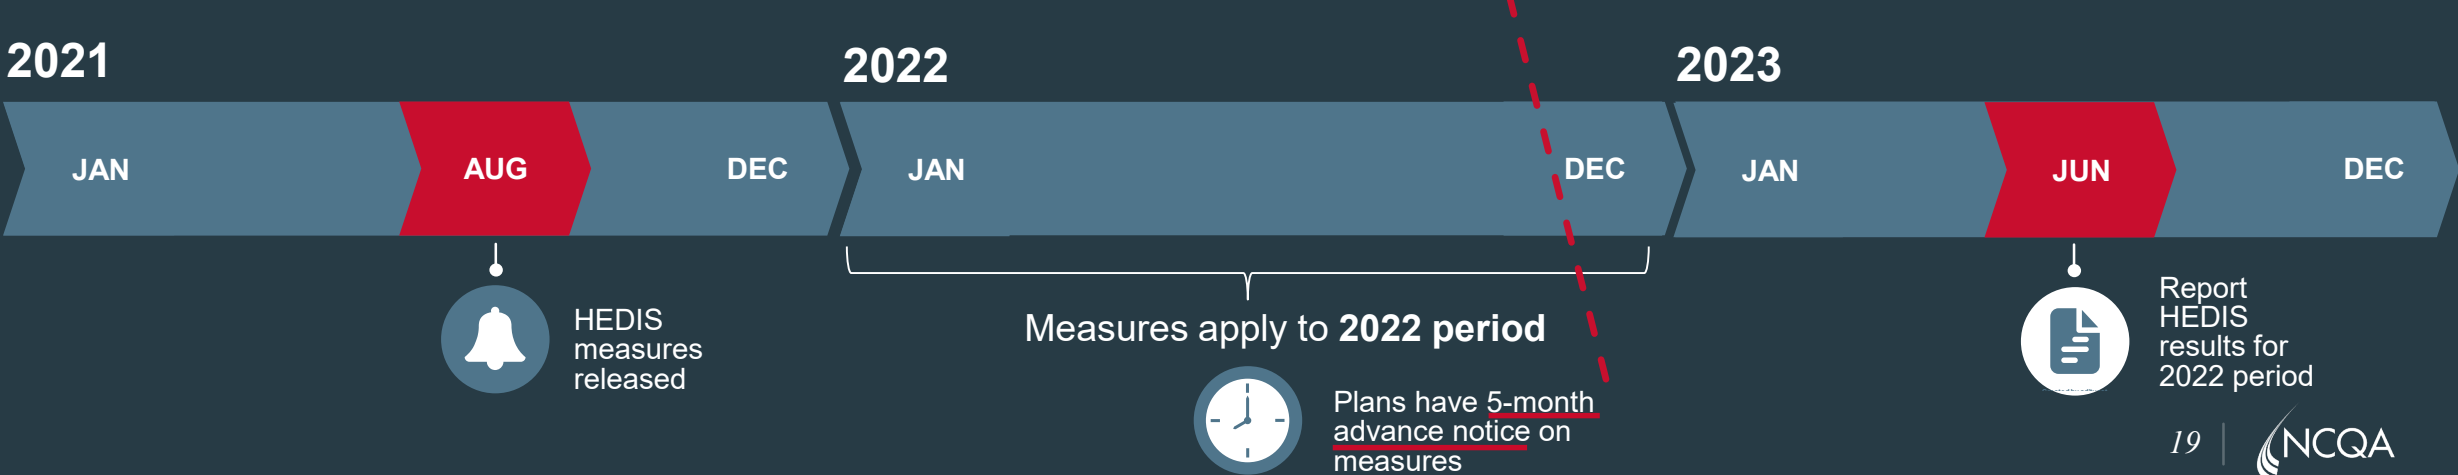 2021
2022
2023
JAN
AUG
DEC
JAN
DEC
JAN
JUN
DEC
HEDIS
measures
released
Measures apply to 2022 period
Plans have 5-month
advance notice on
measures
Report
HEDIS
results for
2022 period
19
NCQA